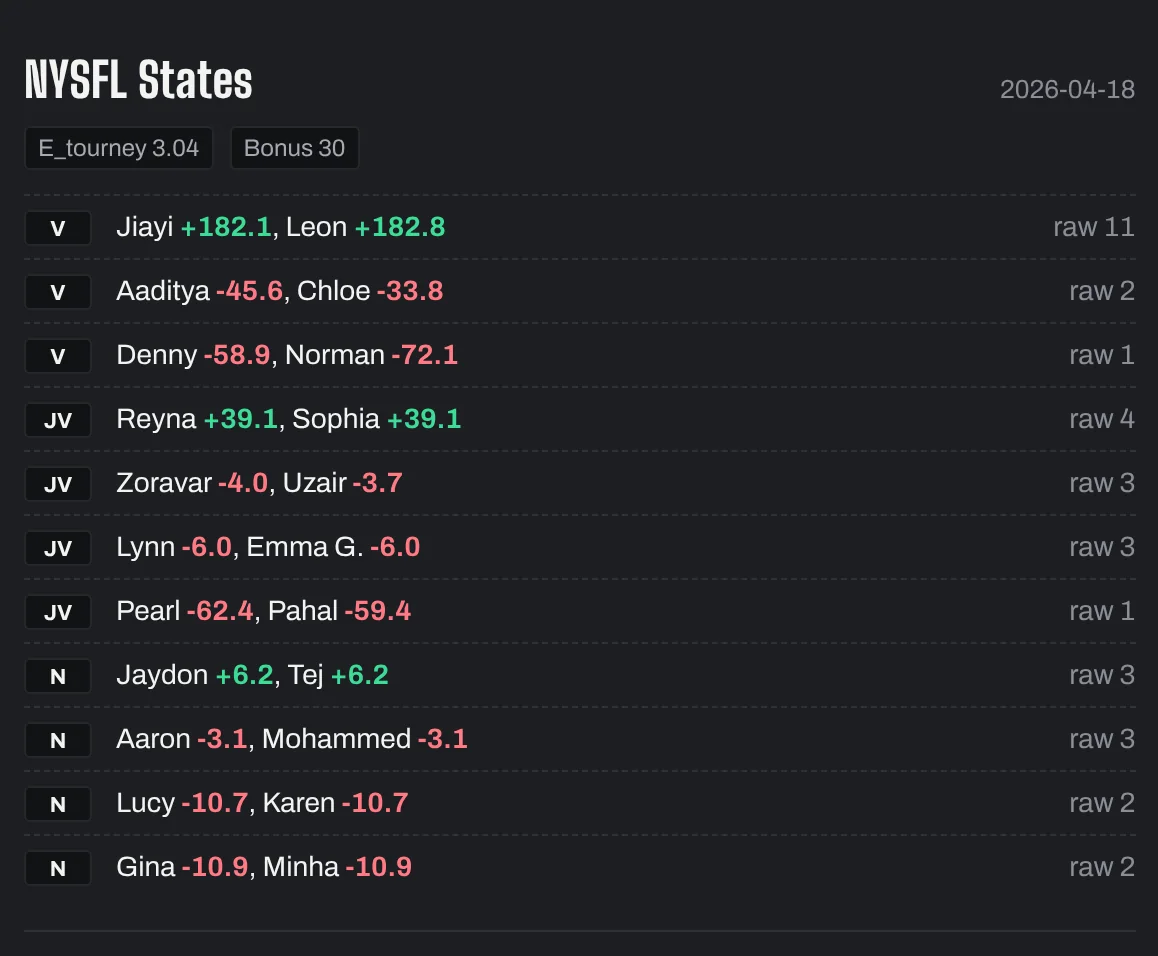 NYSFL States
2026-04-18
E_tourney 3.04 Bonus 30
V Jiayi +182.1, Leon +182.8 raw 11
V Aaditya -45.6, Chloe -33.8 raw 2
V Denny -58.9, Norman -72.1 raw 1
JV Reyna +39.1, Sophia +39.1 raw 4
JV Zoravar -4.0, Uzair -3.7 raw 3
JV Lynn -6.0, Emma G. -6.0 raw 3
JV Pearl -62.4, Pahal -59.4 raw 1
N Jaydon +6.2, Tej +6.2 raw 3
N Aaron -3.1, Mohammed -3.1 raw 3
N Lucy -10.7, Karen -10.7 raw 2
N Gina -10.9, Minha -10.9 raw 2